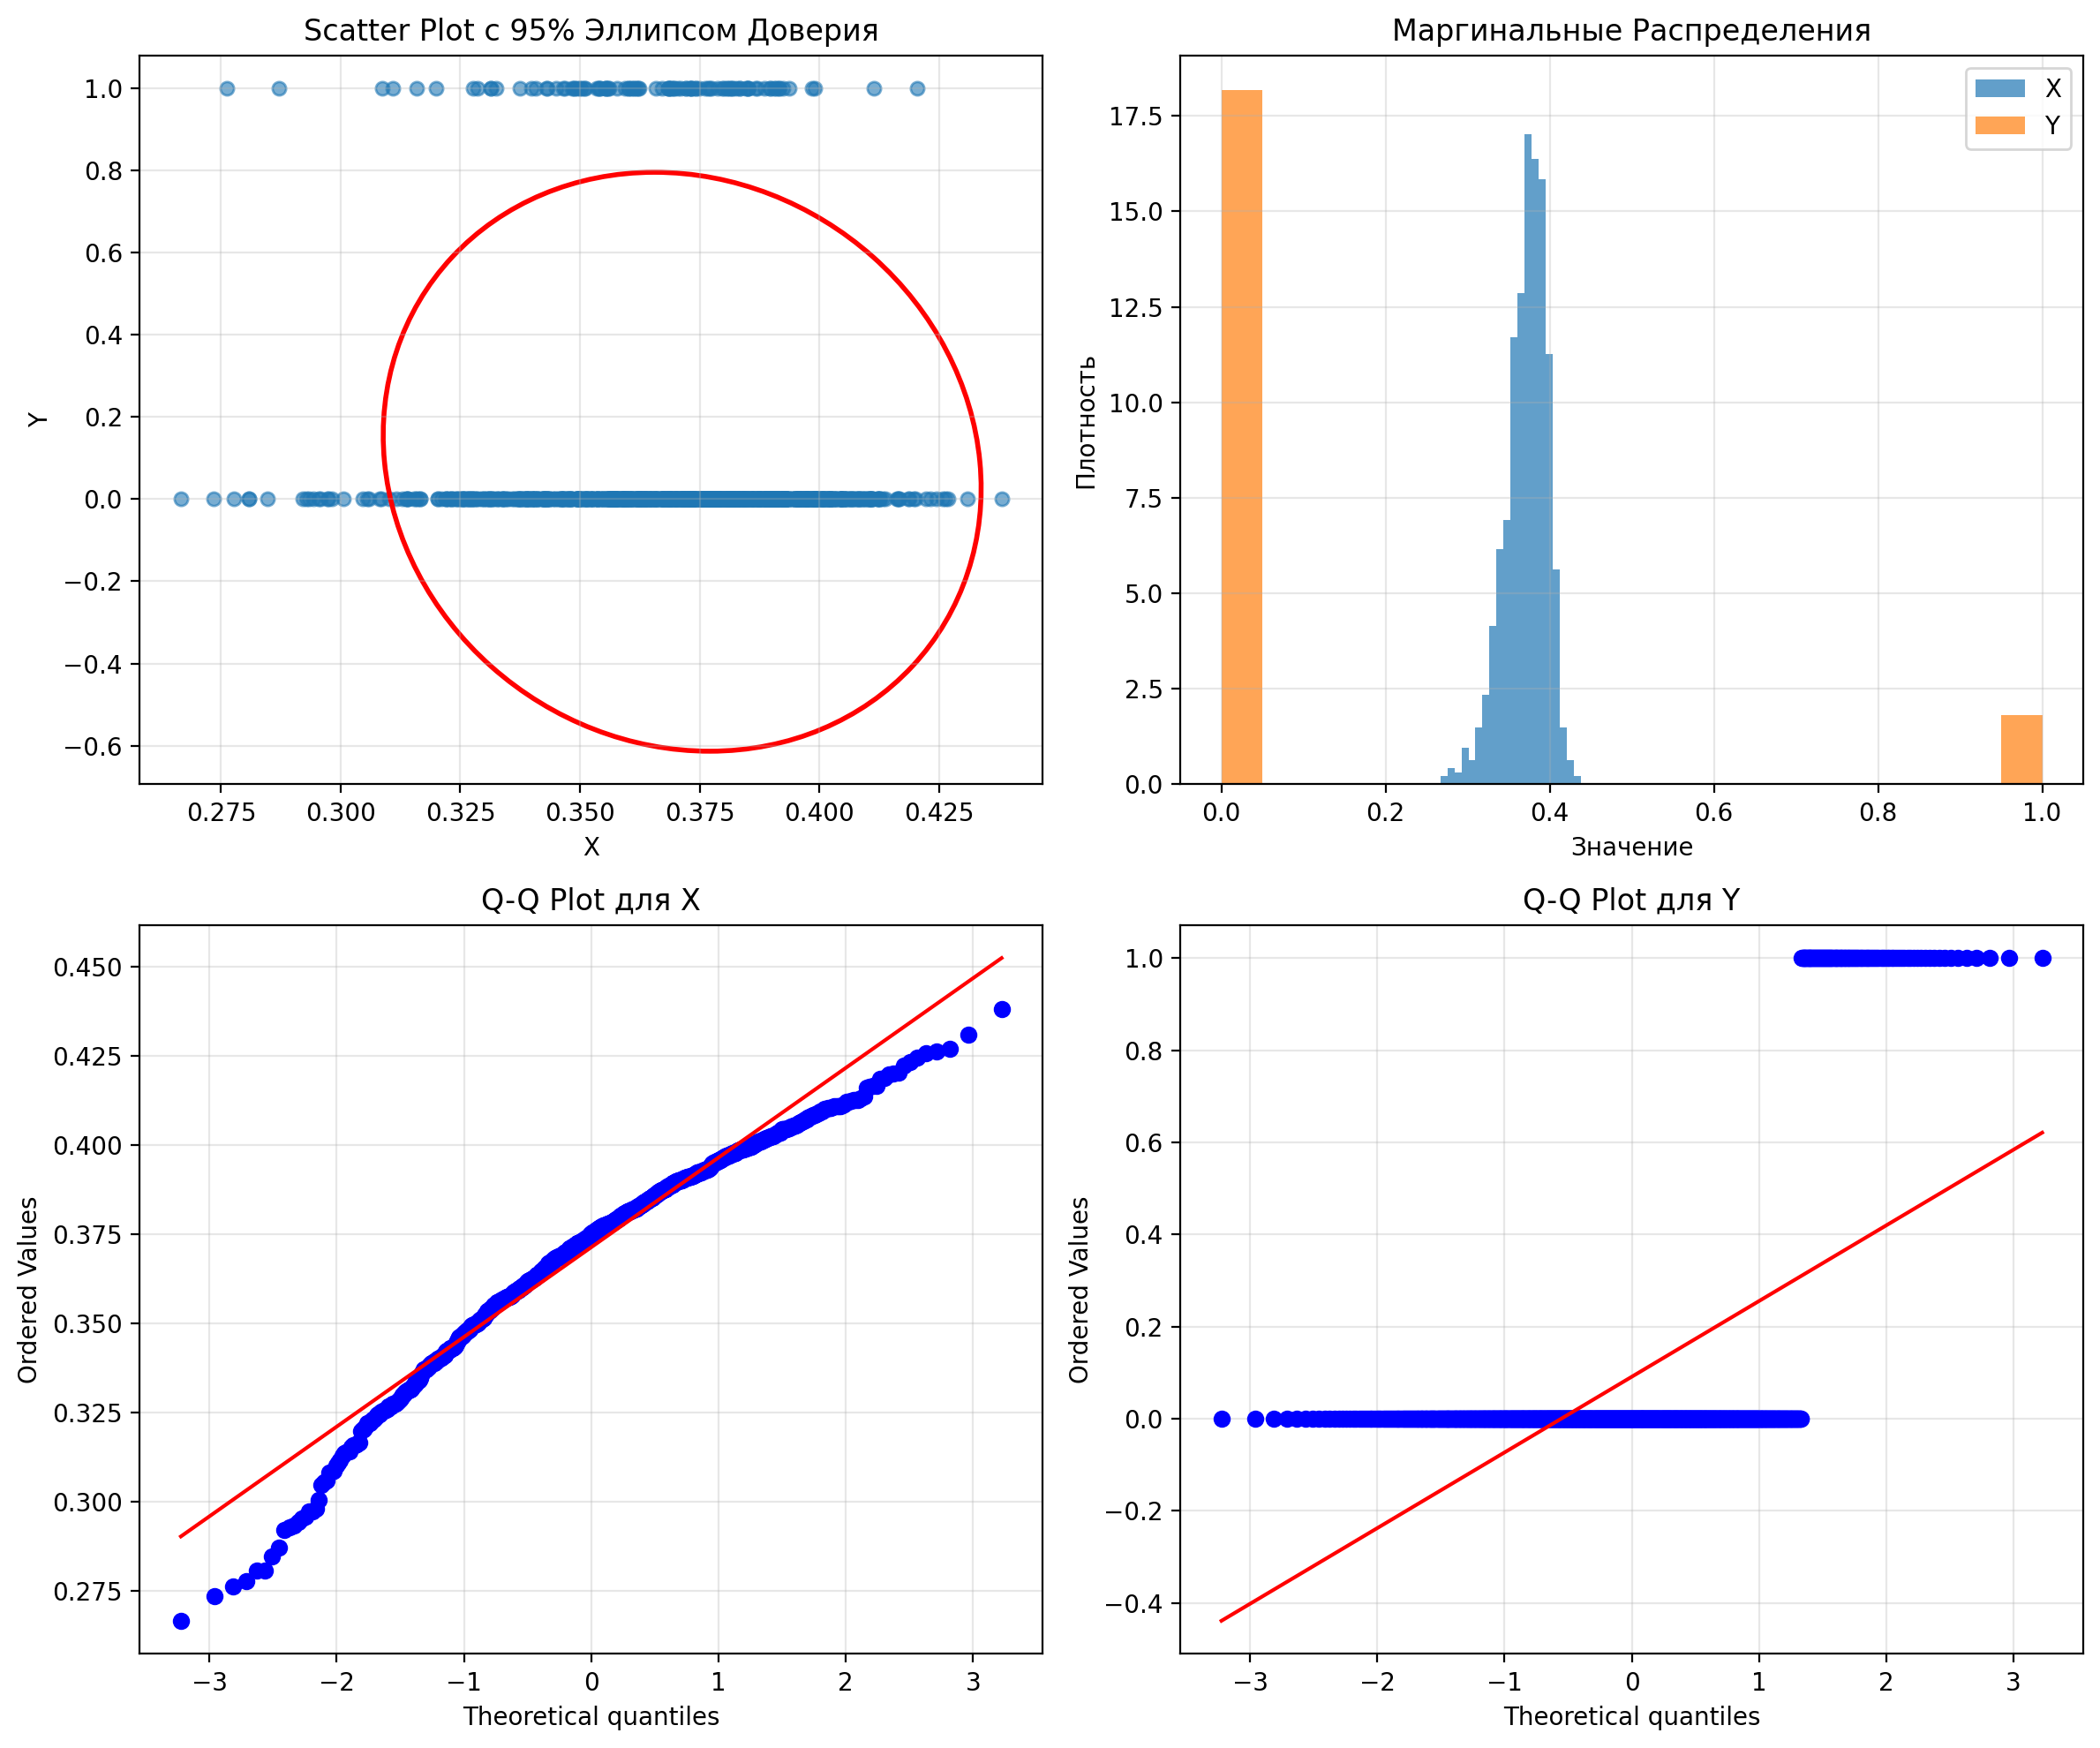 Scatter Plot с 95% Эллипсом Доверия
1.0
0.8
0.6
0.4
0.2
0.0
−0.2
−0.4
−0.6
Y
0.275 0.300 0.325 0.350 0.375 0.400 0.425
X
Маргинальные Распределения
X
Y
17.5
15.0
12.5
10.0
7.5
5.0
2.5
0.0
Плотность
0.0 0.2 0.4 0.6 0.8 1.0
Значение
Q-Q Plot для X
0.450
0.425
0.400
0.375
0.350
0.325
0.300
0.275
Ordered Values
−3 −2 −1 0 1 2 3
Theoretical quantiles
Q-Q Plot для Y
1.0
0.8
0.6
0.4
0.2
0.0
−0.2
−0.4
Ordered Values
−3 −2 −1 0 1 2 3
Theoretical quantiles